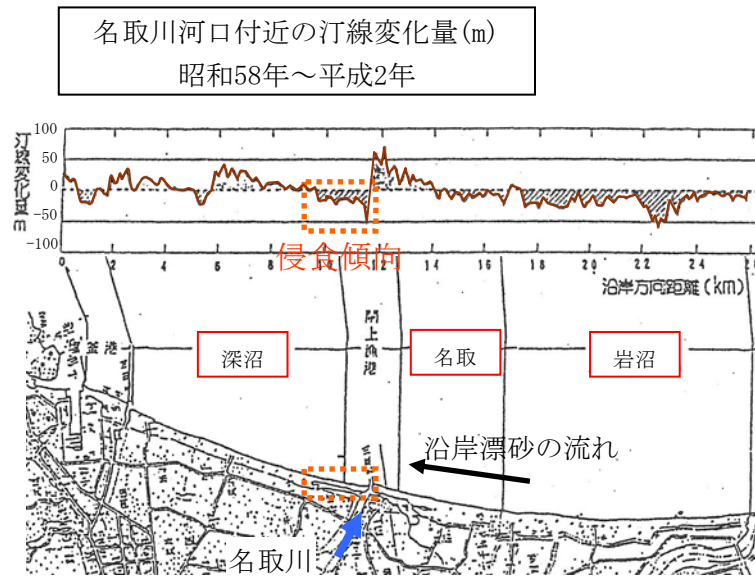 名取川河口付近の汀線変化量(m)
昭和58年～平成2年
汀線変化量 m
100
50
0
-50
-100
侵食傾向
0 2 4 6 8 10 12 14 16 18 20 22 24 26
沿岸方向距離(km)
閖上漁港
深沼
名取
岩沼
沿岸漂砂の流れ
名取川